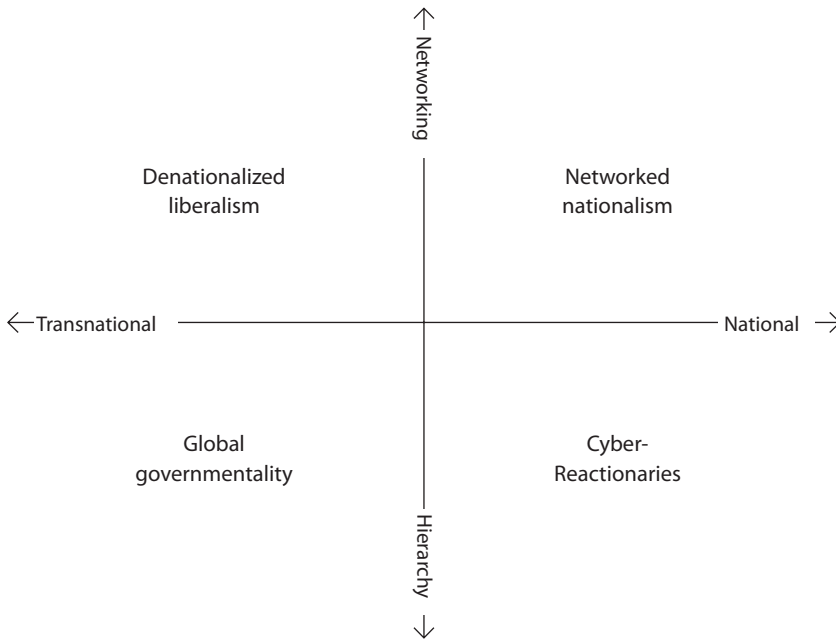 Networking
Denationalized
liberalism
Networked
nationalism
Transnational
National
Global
governmentality
Cyber-
Reactionaries
Hierarchy